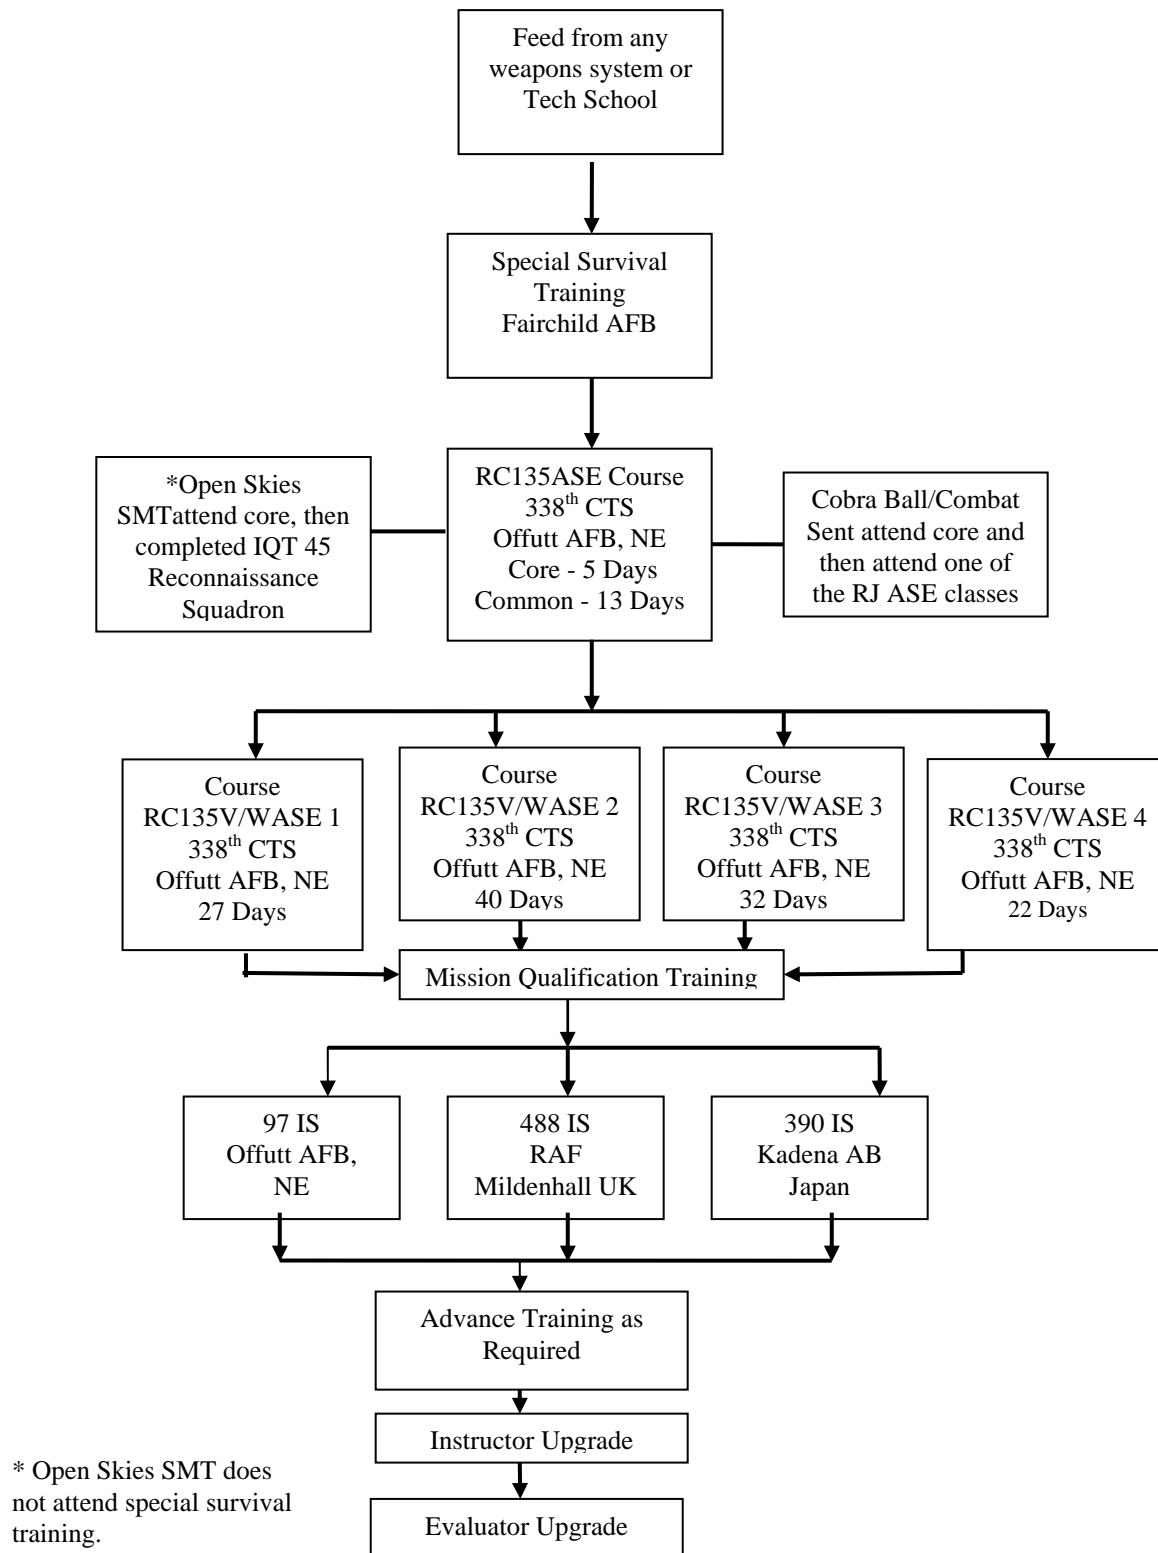 Feed from any
weapons system or
Tech School
Special Survival
Training
Fairchild AFB
*Open Skies
SMTattend core, then
completed IQT 45
Reconnaissance
Squadron
RC135ASE Course
338th CTS
Offutt AFB, NE
Core - 5 Days
Common - 13 Days
Cobra Ball/Combat
Sent attend core and
then attend one of
the RJ ASE classes
Course
RC135V/WASE 1
338th CTS
Offutt AFB, NE
27 Days
Course
RC135V/WASE 2
338th CTS
Offutt AFB, NE
40 Days
Course
RC135V/WASE 3
338th CTS
Offutt AFB, NE
32 Days
Course
RC135V/WASE 4
338th CTS
Offutt AFB, NE
22 Days
Mission Qualification Training
97 IS
Offutt AFB,
NE
488 IS
RAF
Mildenhall UK
390 IS
Kadena AB
Japan
Advance Training as
Required
Instructor Upgrade
* Open Skies SMT does
not attend special survival
training.
Evaluator Upgrade